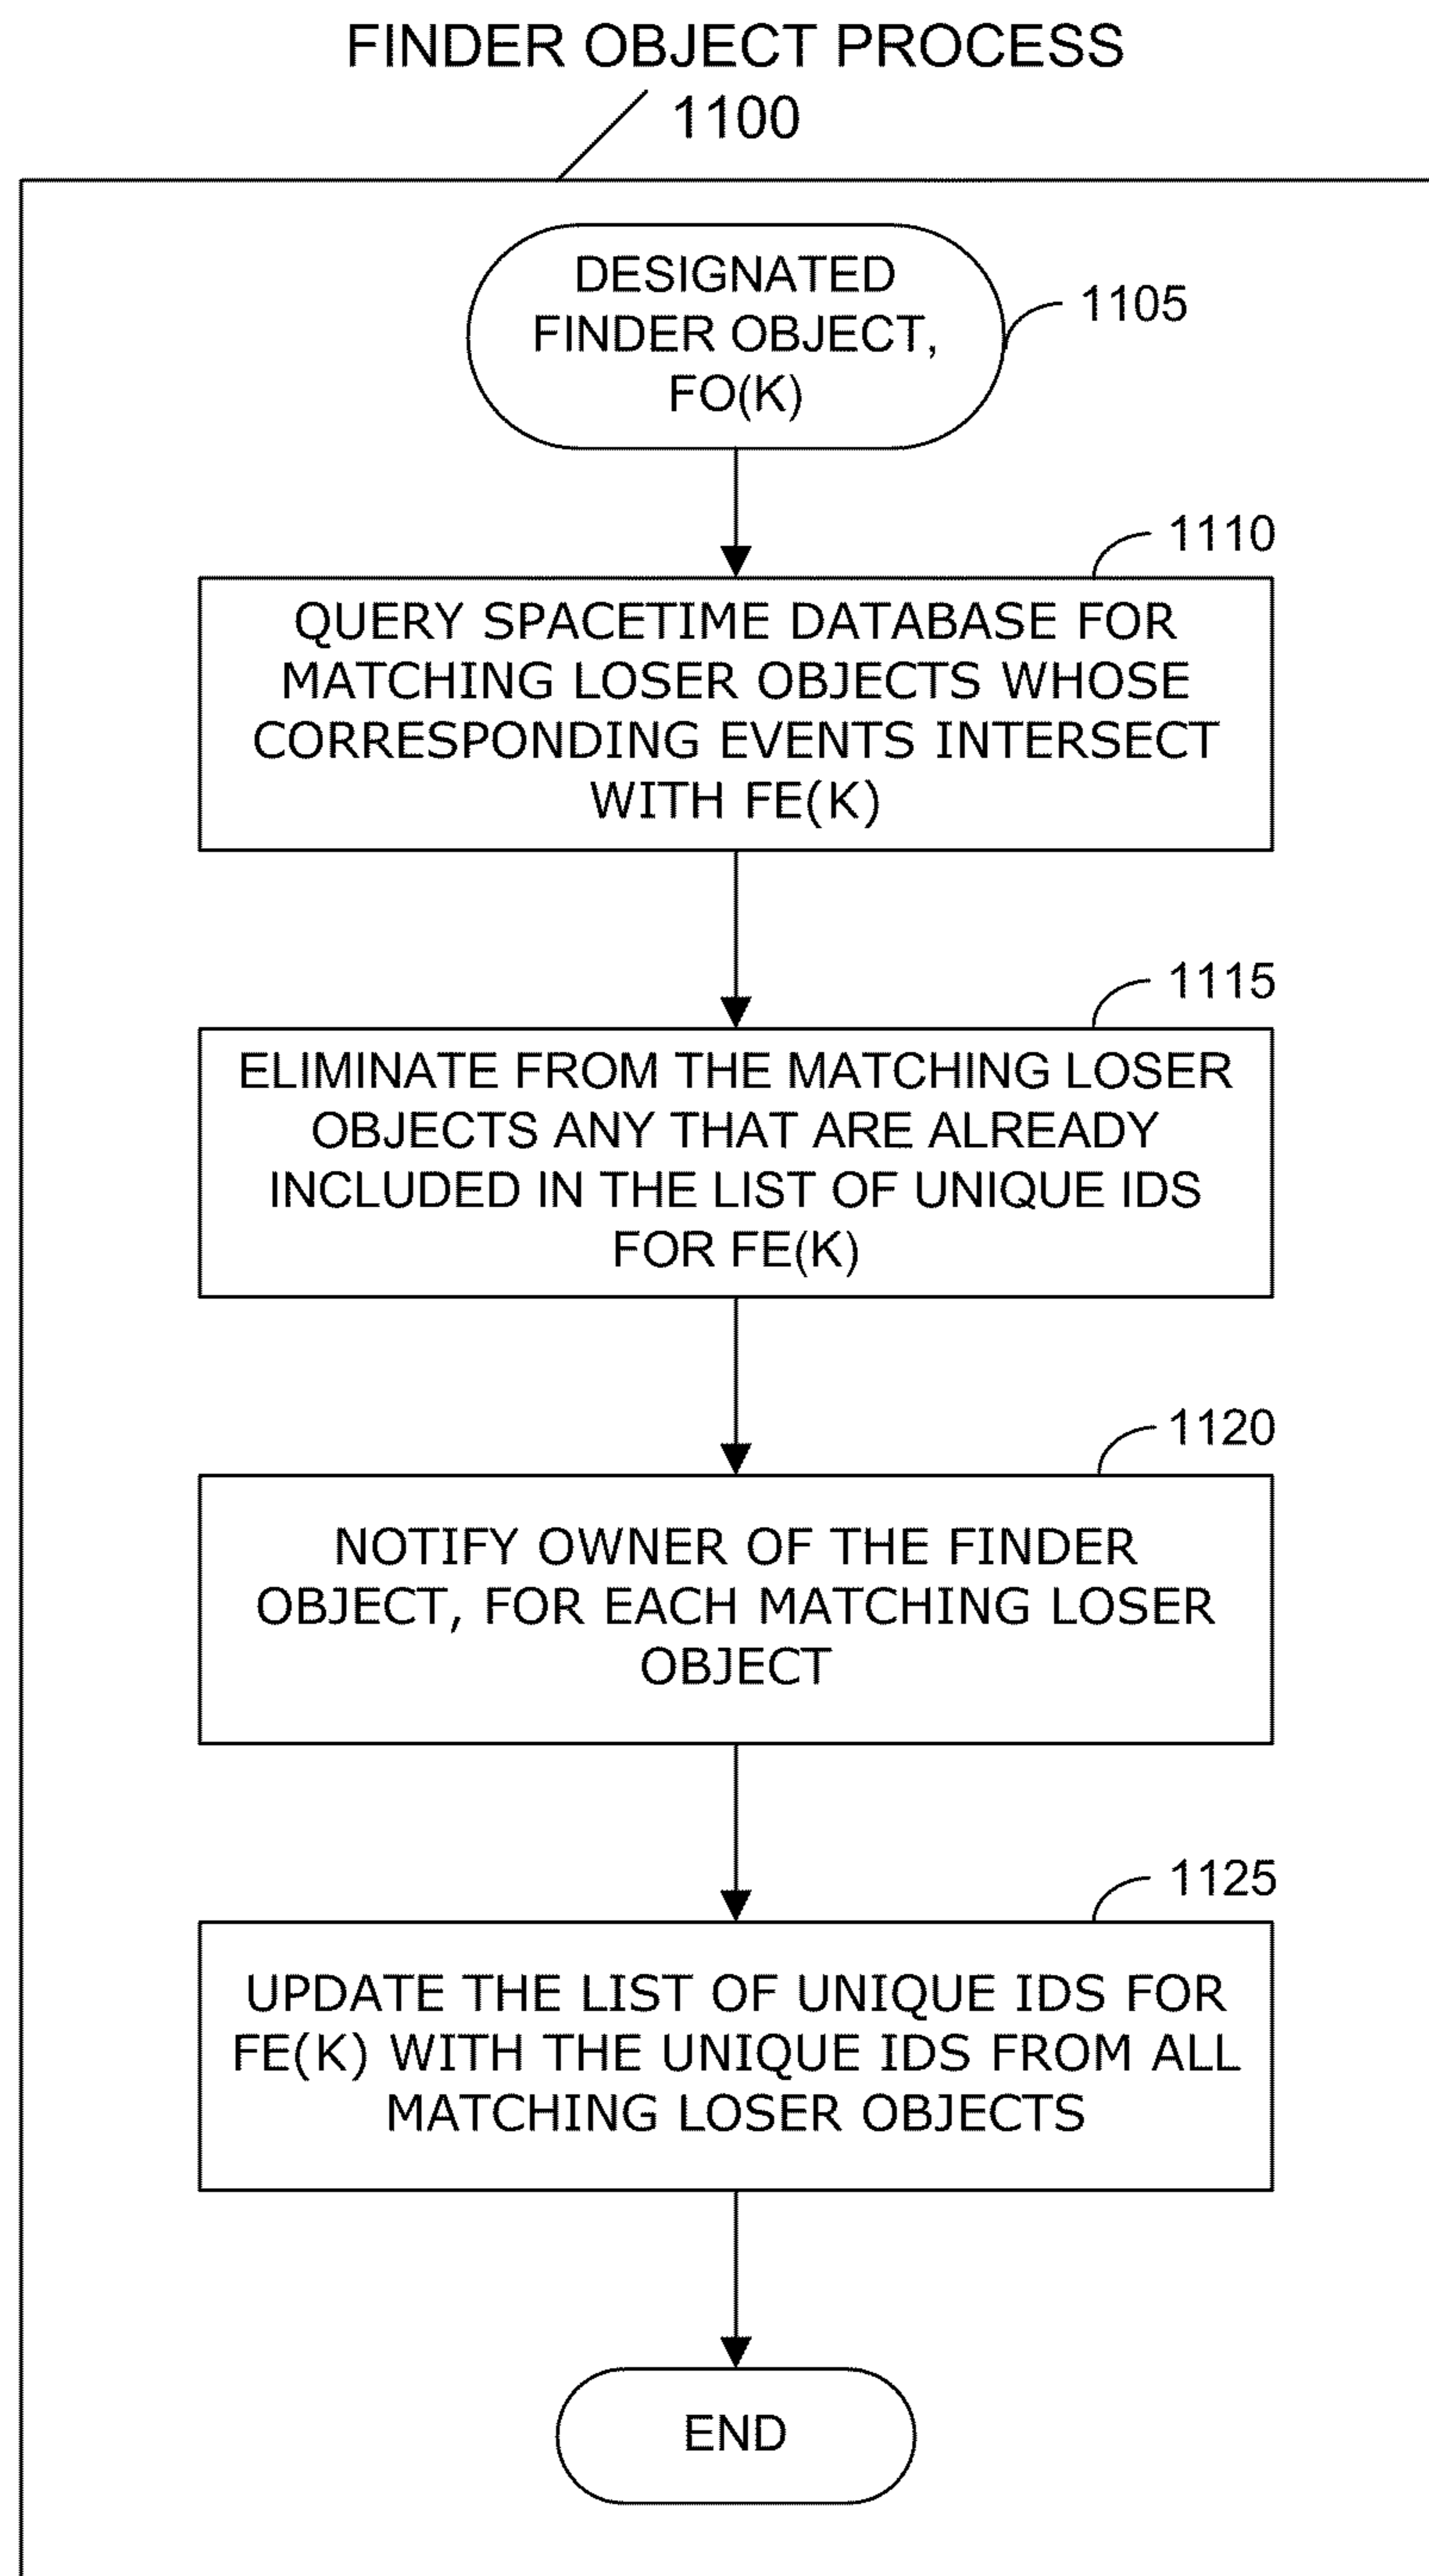 FINDER OBJECT PROCESS
1100
DESIGNATED
FINDER OBJECT,
FO(K)
1105
1110
QUERY SPACETIME DATABASE FOR
MATCHING LOSER OBJECTS WHOSE
CORRESPONDING EVENTS INTERSECT
WITH FE(K)
1115
ELIMINATE FROM THE MATCHING LOSER
OBJECTS ANY THAT ARE ALREADY
INCLUDED IN THE LIST OF UNIQUE IDS
FOR FE(K)
1120
NOTIFY OWNER OF THE FINDER
OBJECT, FOR EACH MATCHING LOSER
OBJECT
1125
UPDATE THE LIST OF UNIQUE IDS FOR
FE(K) WITH THE UNIQUE IDS FROM ALL
MATCHING LOSER OBJECTS
END